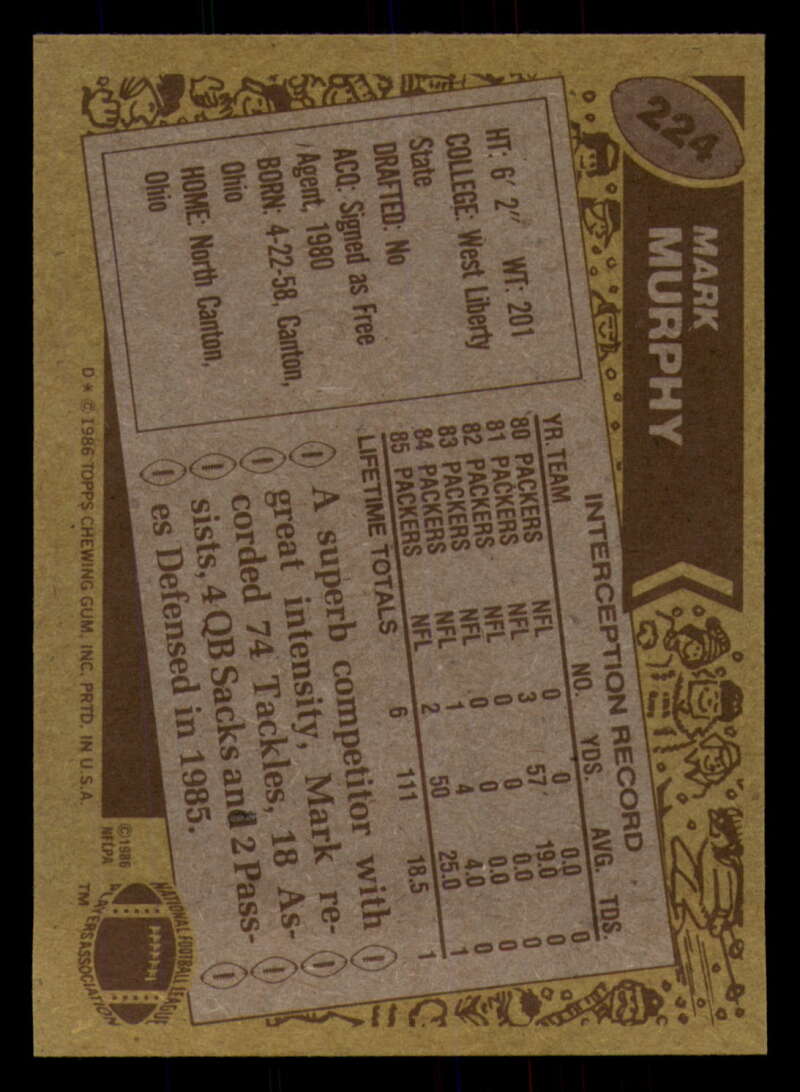 224
MARK
MURPHY
HT: 6' 2" WT: 201
COLLEGE: West Liberty
State
DRAFTED: No
ACQ: Signed as Free
Agent, 1980
BORN: 4-22-58, Canton,
Ohio
HOME: North Canton,
Ohio
INTERCEPTION RECORD
YR. TEAM NO. YDS. AVG. TDS.
80 PACKERS NFL 0 0 0.0 0
81 PACKERS NFL 3 57 19.0 0
82 PACKERS NFL 0 0 0.0 0
83 PACKERS NFL 0 0 0.0 0
84 PACKERS NFL 1 4 4.0 0
85 PACKERS NFL 2 50 25.0 1
LIFETIME TOTALS 6 111 18.5 1
A superb competitor with
great intensity, Mark re-
corded 74 Tackles, 18 As-
sists, 4 QB Sacks and 2 Pass-
es Defensed in 1985.
D * © 1986 TOPPS CHEWING GUM, INC. PRTD. IN U.S.A.
© 1986
NFLPA
NATIONAL FOOTBALL LEAGUE
PLAYERS ASSOCIATION
TM